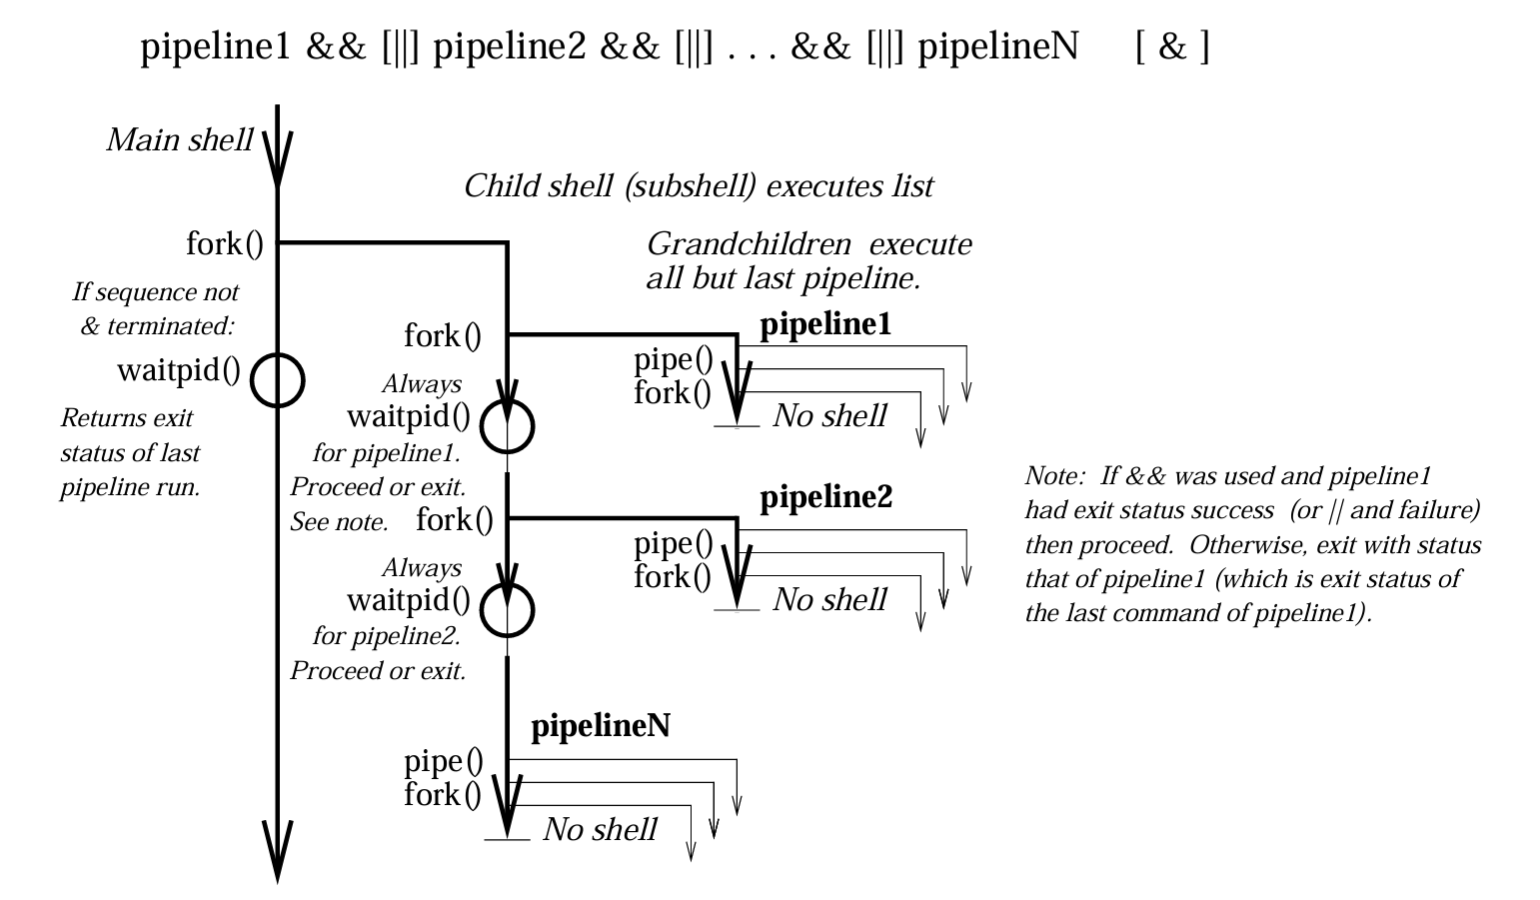 pipeline1 && [||] pipeline2 && [||] . . . && [||] pipelineN [ & ]
Main shell
Child shell (subshell) executes list
fork()
Grandchildren execute
all but last pipeline.
If sequence not
& terminated:
waitpid()
Returns exit
status of last
pipeline run.
fork()
Always
waitpid()
for pipeline1.
Proceed or exit.
See note. fork()
Always
waitpid()
for pipeline2.
Proceed or exit.
pipeline1
pipe()
fork()
No shell
pipeline2
pipe()
fork()
No shell
pipelineN
pipe()
fork()
No shell
Note: If && was used and pipeline1
had exit status success (or || and failure)
then proceed. Otherwise, exit with status
that of pipeline1 (which is exit status of
the last command of pipeline1).